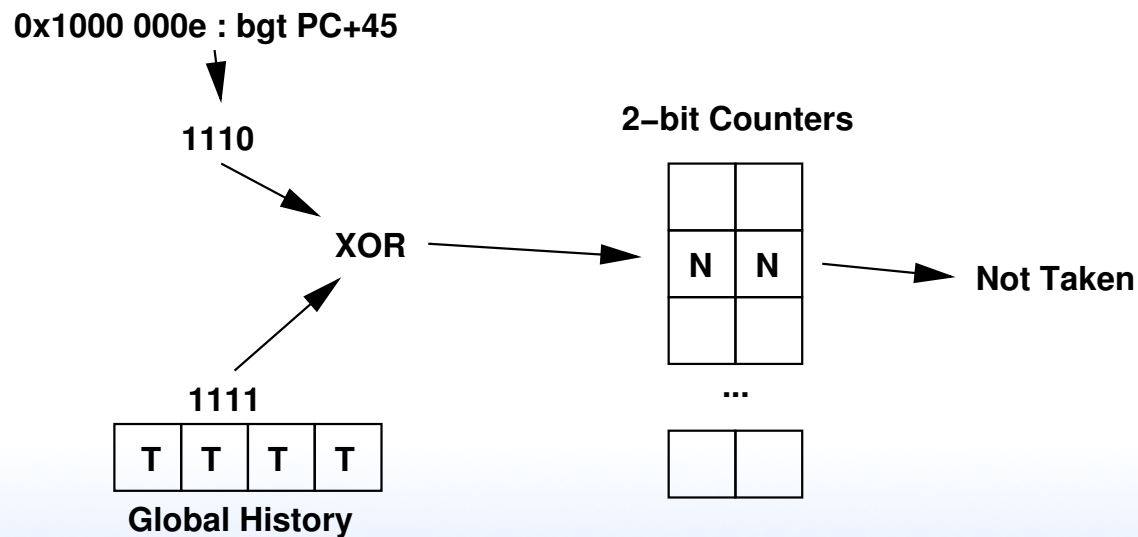 0x1000 000e : bgt PC+45
1110
2−bit Counters
XOR
N N
Not Taken
1111
...
T T T T
Global History